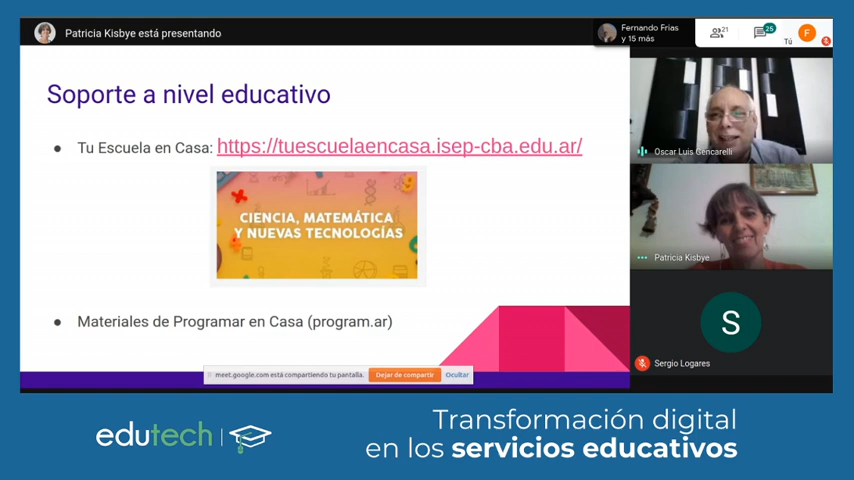 Patricia Kisbye está presentando
Fernando Frias
y 15 más
21
25
Tú
F
Soporte a nivel educativo
● Tu Escuela en Casa: https://tuescuelaencasa.isep-cba.edu.ar/
CIENCIA, MATEMÁTICA
Y NUEVAS TECNOLOGÍAS
● Materiales de Programar en Casa (program.ar)
meet.google.com está compartiendo tu pantalla.
Dejar de compartir
Ocultar
Oscar Luis Gencarelli
Patricia Kisbye
S
Sergio Logares
edutech
Transformación digital
en los servicios educativos